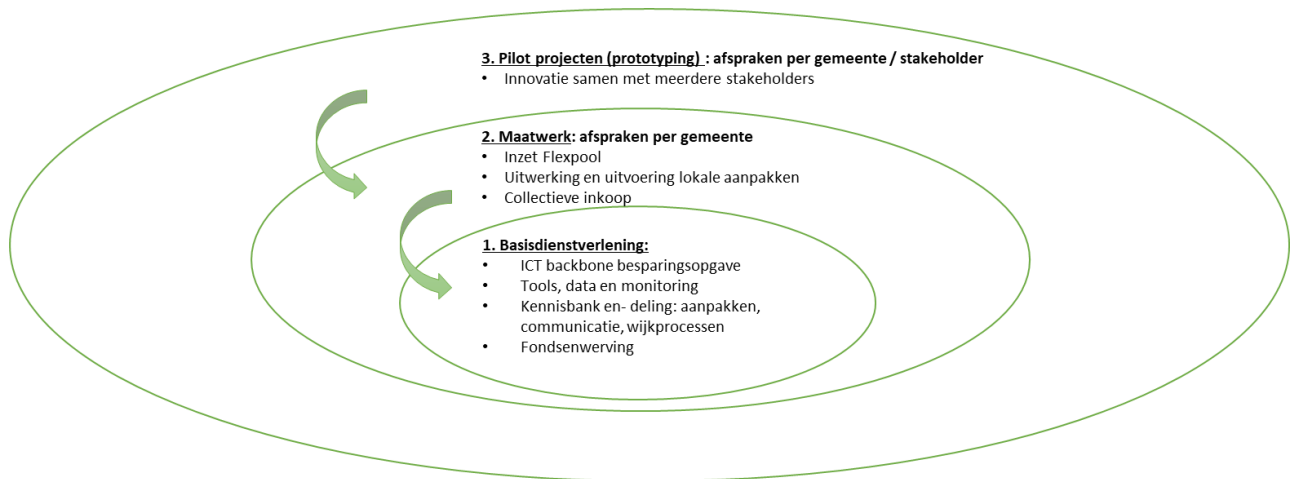 3. Pilot projecten (prototyping) : afspraken per gemeente / stakeholder
• Innovatie samen met meerdere stakeholders
2. Maatwerk: afspraken per gemeente
• Inzet Flexpool
• Uitwerking en uitvoering lokale aanpakken
• Collectieve inkoop
1. Basisdienstverlening:
• ICT backbone besparingsopgave
• Tools, data en monitoring
• Kennisbank en- deling: aanpakken,
communicatie, wijkprocessen
• Fondsenwerving